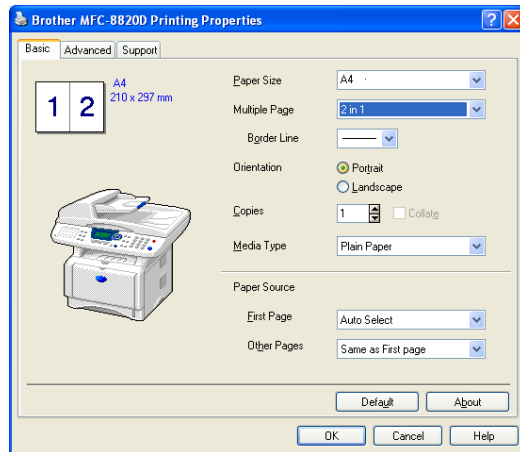 Brother MFC-8820D Printing Properties
Basic Advanced Support
1 2
A4
210 x 297 mm
Paper Size A4
Multiple Page 2 in 1
Border Line
Orientation Portrait
Landscape
Copies 1 Collate
Media Type Plain Paper
Paper Source
First Page Auto Select
Other Pages Same as First page
Default About
OK Cancel Help